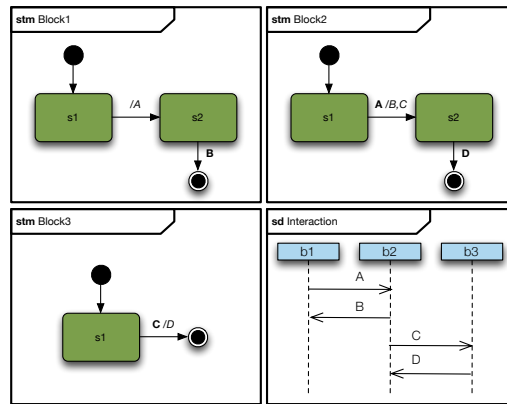 stm Block1
/A
s1
s2
B
stm Block2
A /B,C
s1
s2
D
stm Block3
s1
C /D
sd Interaction
b1
b2
b3
A
B
C
D